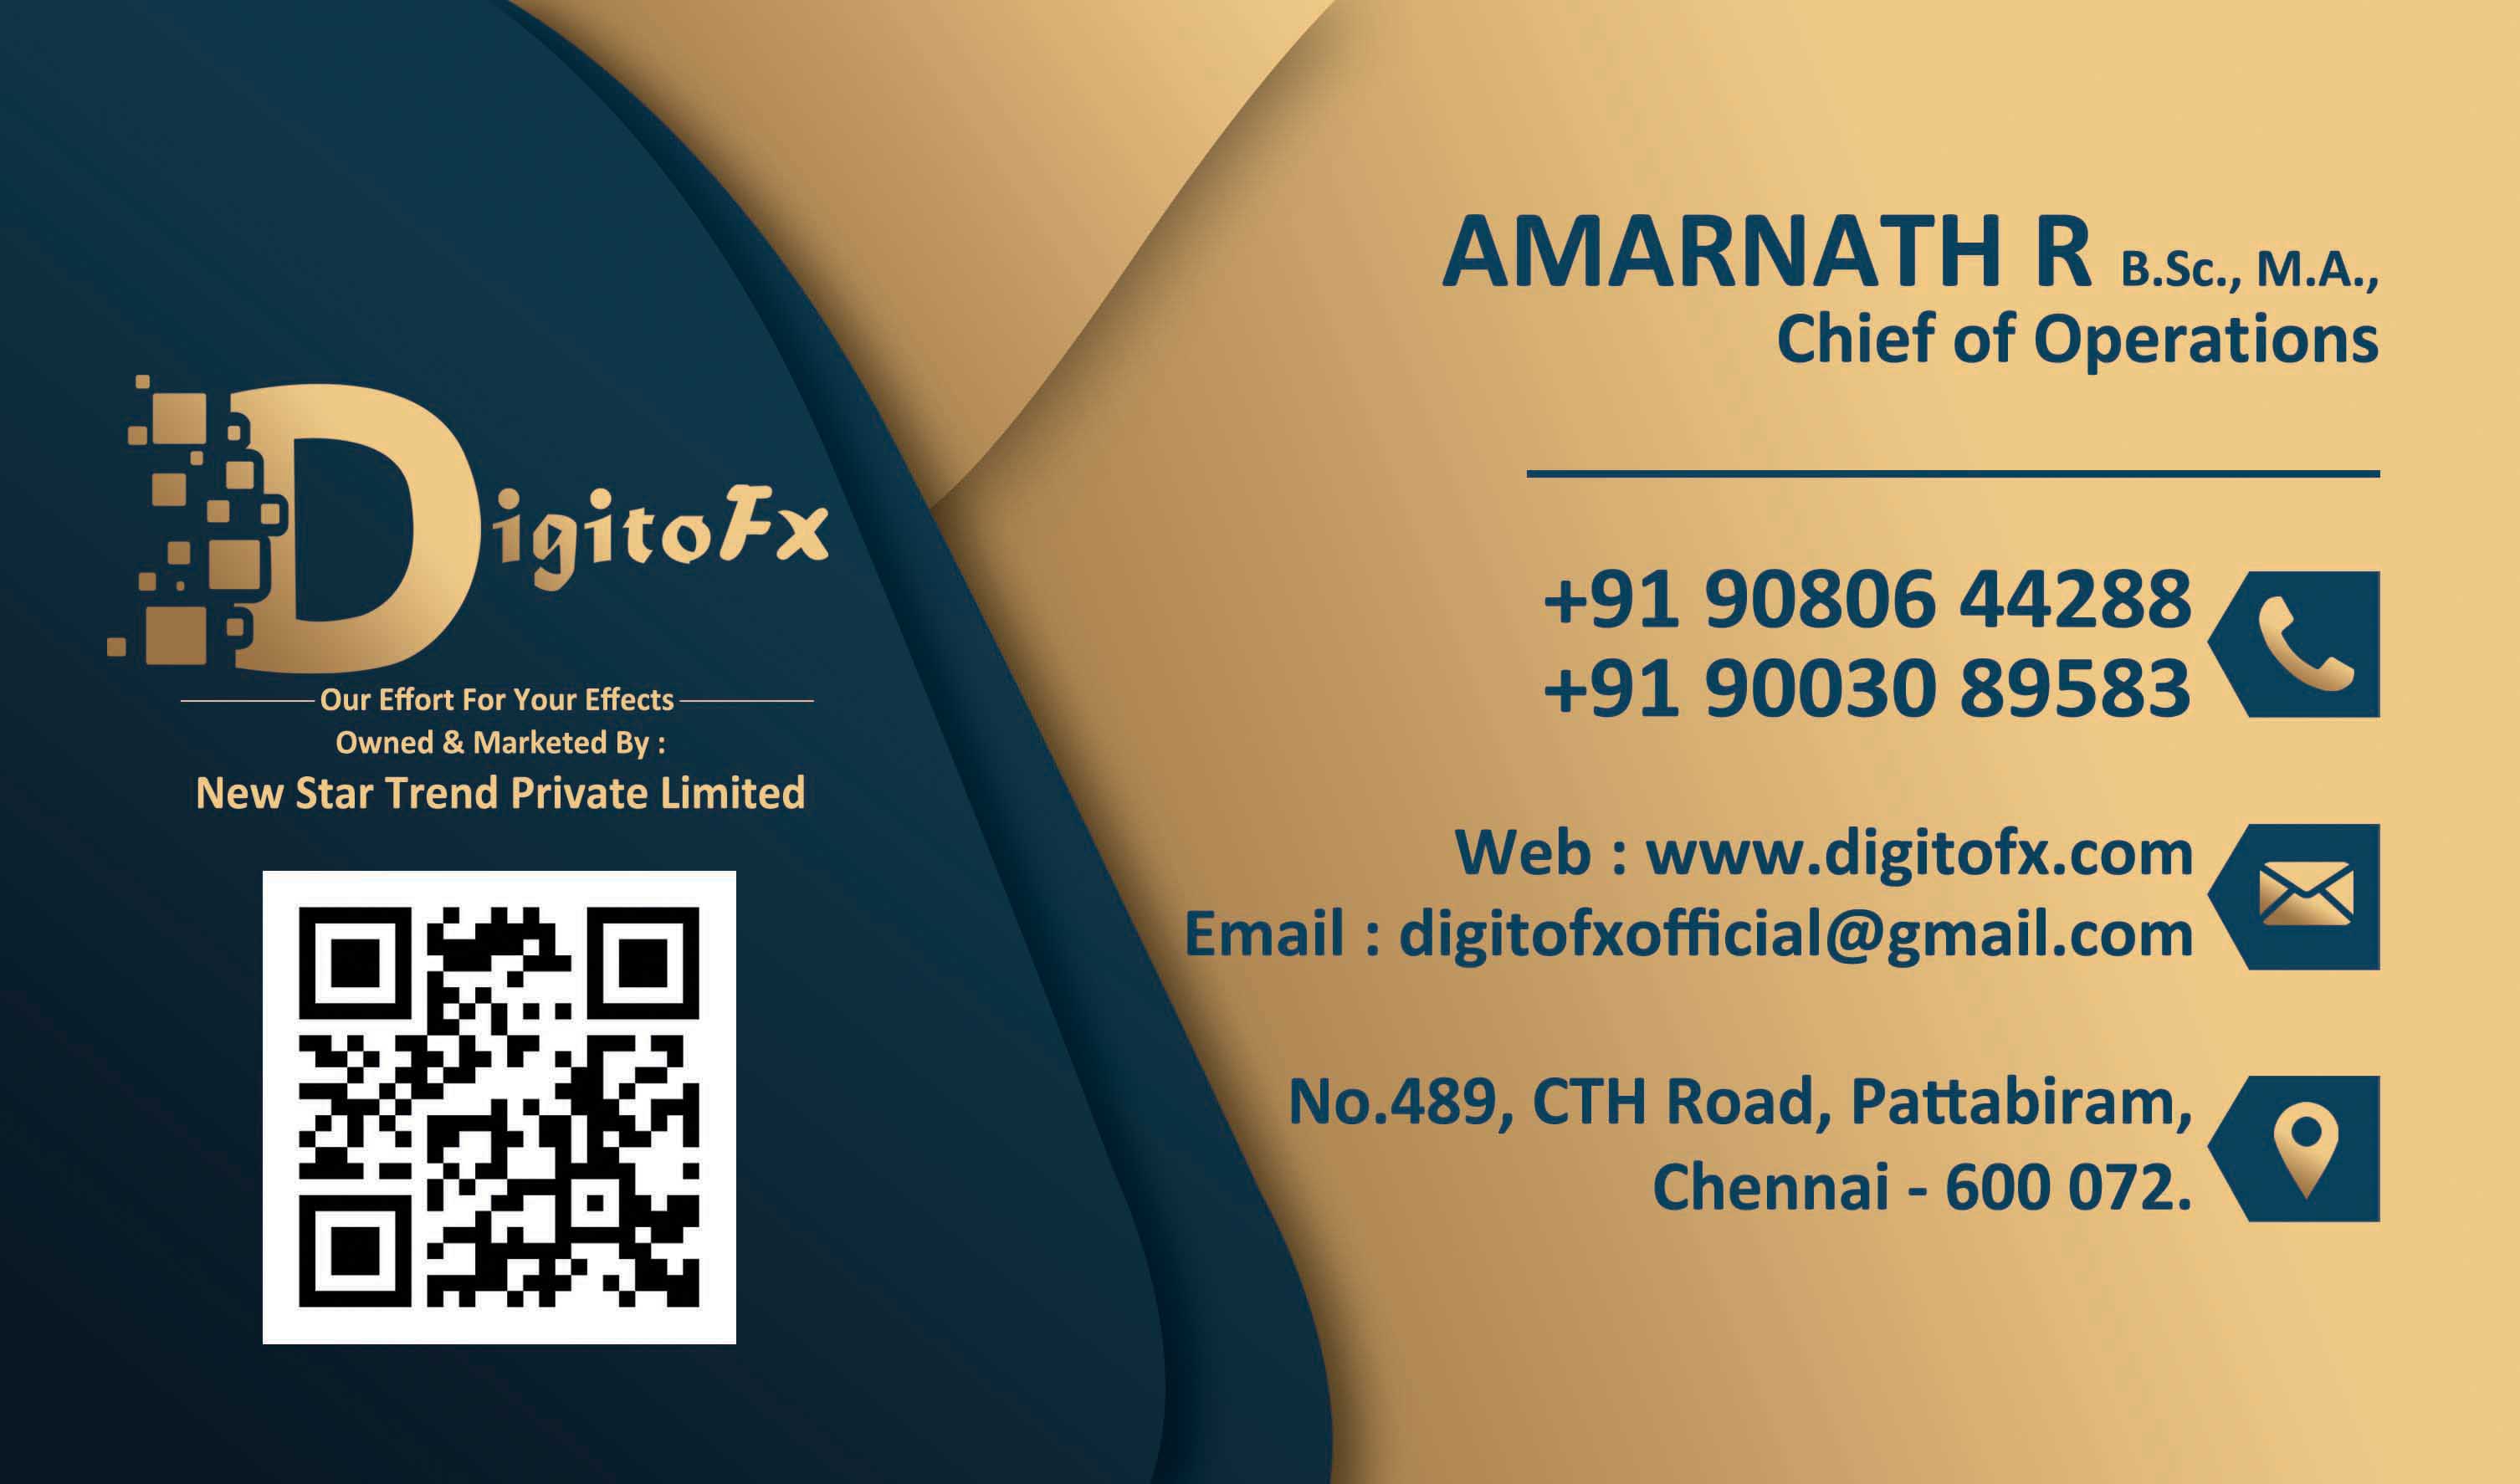 DigitoFx
Our Effort For Your Effects
Owned & Marketed By :
New Star Trend Private Limited
AMARNATH R B.Sc., M.A.,
Chief of Operations
+91 90806 44288
+91 90030 89583
Web : www.digitofx.com
Email : digitofxofficial@gmail.com
No.489, CTH Road, Pattabiram,
Chennai - 600 072.